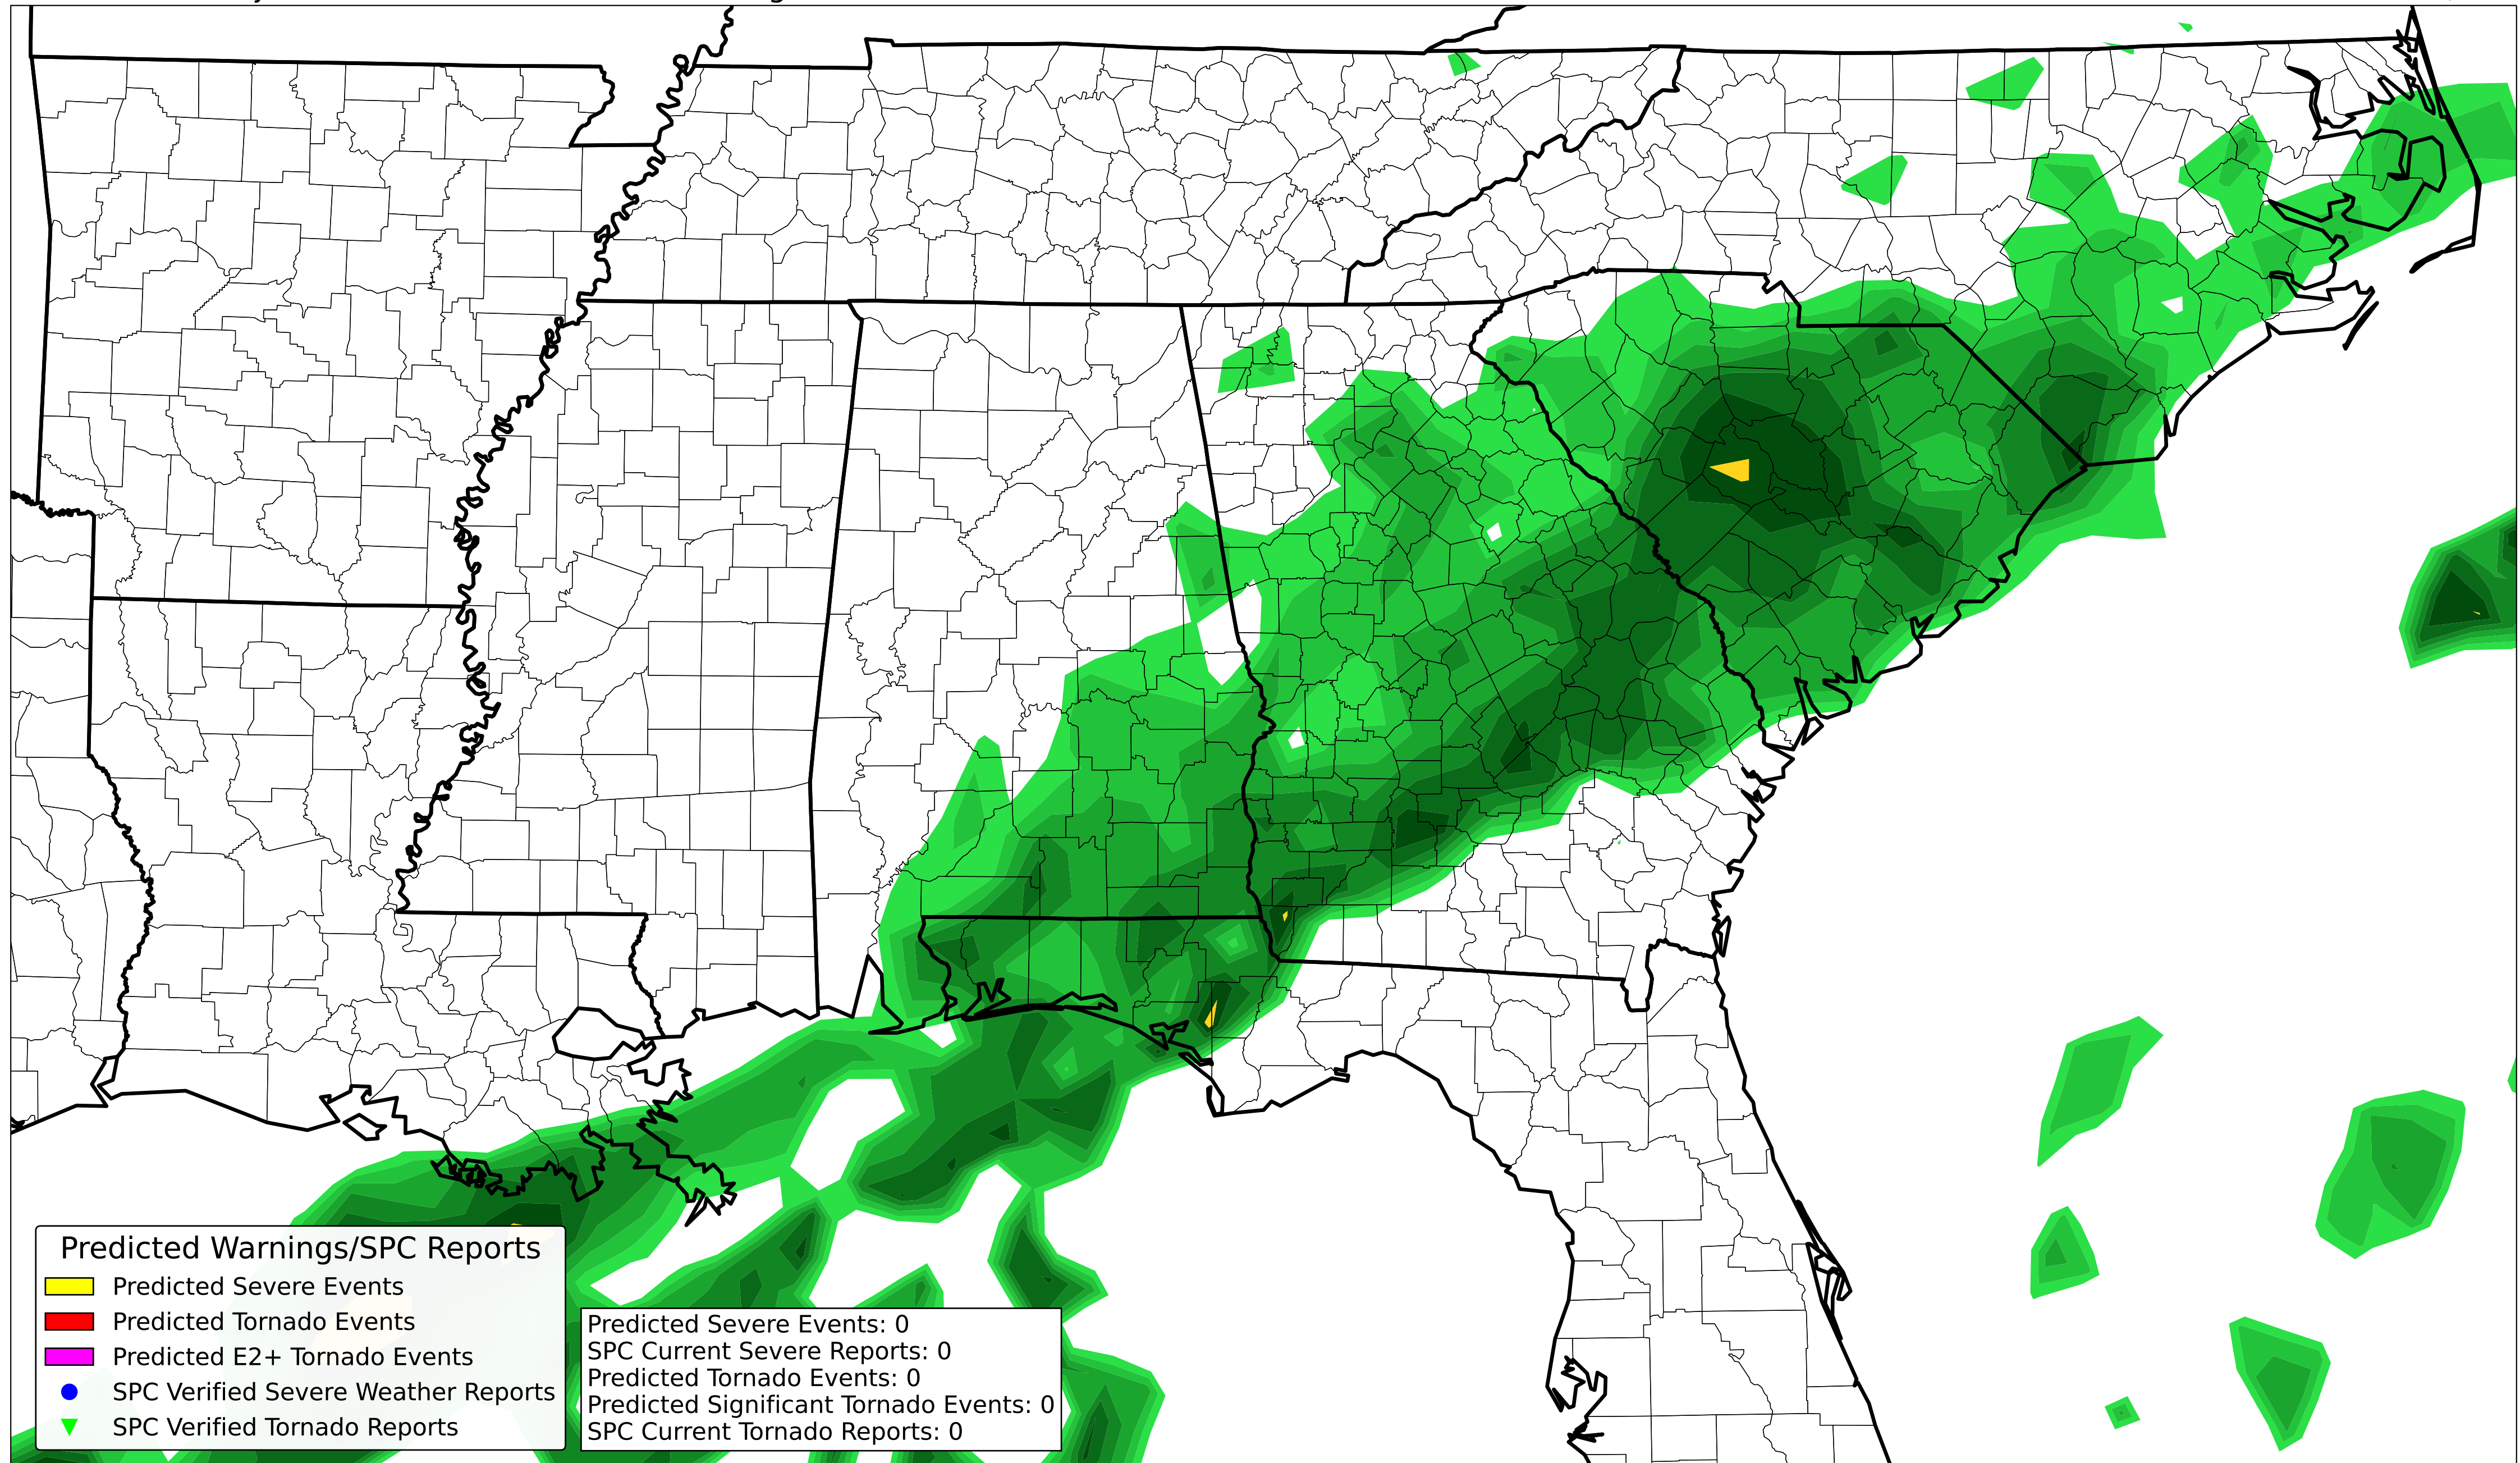 Predicted Warnings/SPC Reports
Predicted Severe Events
Predicted Tornado Events
Predicted E2+ Tornado Events
SPC Verified Severe Weather Reports
SPC Verified Tornado Reports
Predicted Severe Events: 0
SPC Current Severe Reports: 0
Predicted Tornado Events: 0
Predicted Significant Tornado Events: 0
SPC Current Tornado Reports: 0